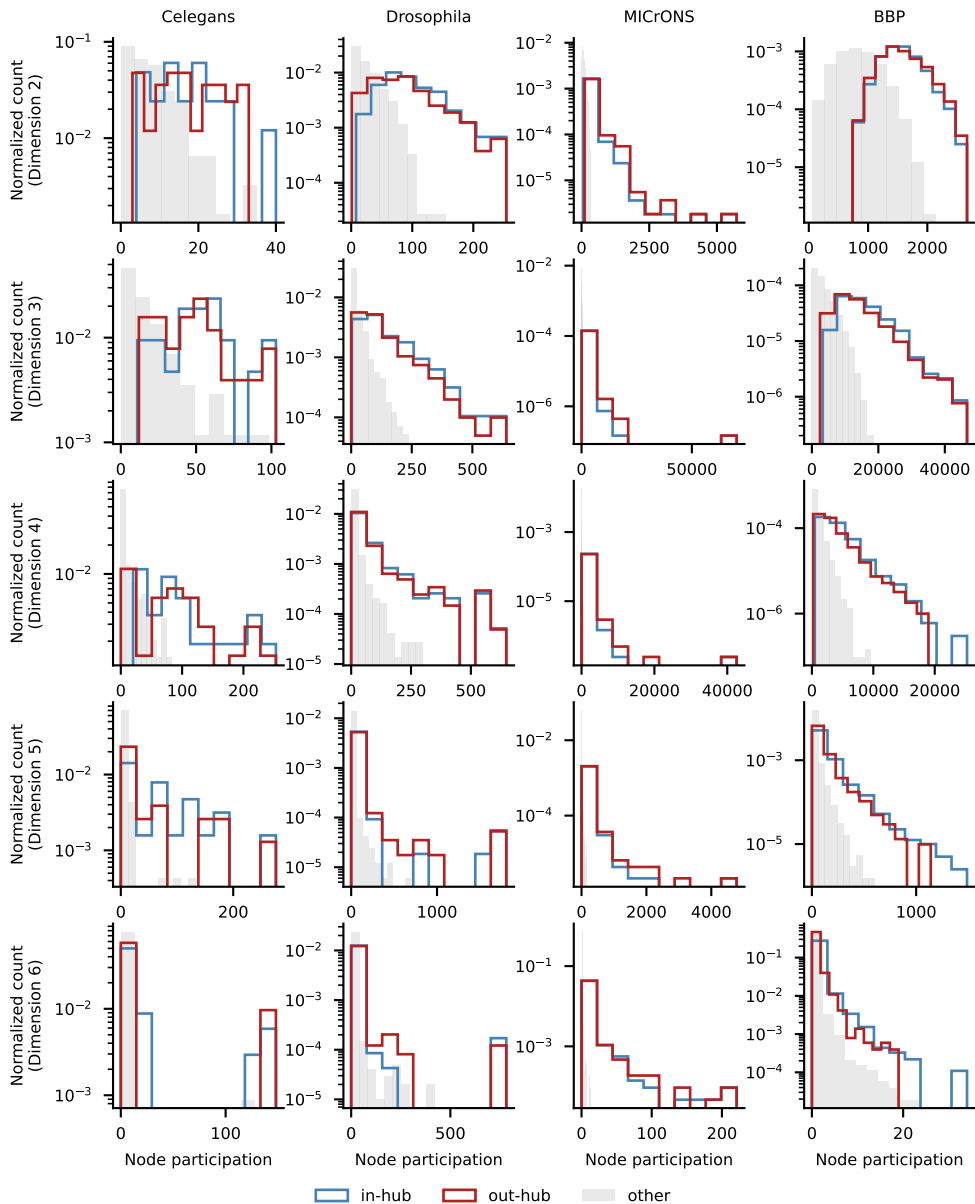 Celegans Drosophila MICrONS BBP
Normalized count
(Dimension 2)
10^-1
10^-2
0 20 40
10^-2
10^-3
10^-4
0 100 200
10^-2
10^-3
10^-4
10^-5
0 2500 5000
10^-3
10^-4
10^-5
0 1000 2000
Normalized count
(Dimension 3)
10^-2
10^-3
0 50 100
10^-2
10^-3
10^-4
0 250 500
10^-2
10^-4
10^-6
0 50000
10^-4
10^-5
10^-6
0 20000 40000
Normalized count
(Dimension 4)
10^-2
0 100 200
10^-2
10^-3
10^-4
10^-5
0 250 500
10^-3
10^-5
0 20000 40000
10^-4
10^-6
0 10000 20000
Normalized count
(Dimension 5)
10^-2
10^-3
0 200
10^-2
10^-3
10^-4
10^-5
0 1000
10^-2
10^-4
0 2000 4000
10^-3
10^-5
0 1000
Normalized count
(Dimension 6)
10^-2
10^-3
0 100
10^-2
10^-3
10^-4
10^-5
0 500
10^-1
10^-3
0 100 200
10^-1
10^-2
10^-3
10^-4
0 20
Node participation Node participation Node participation Node participation
in-hub out-hub other